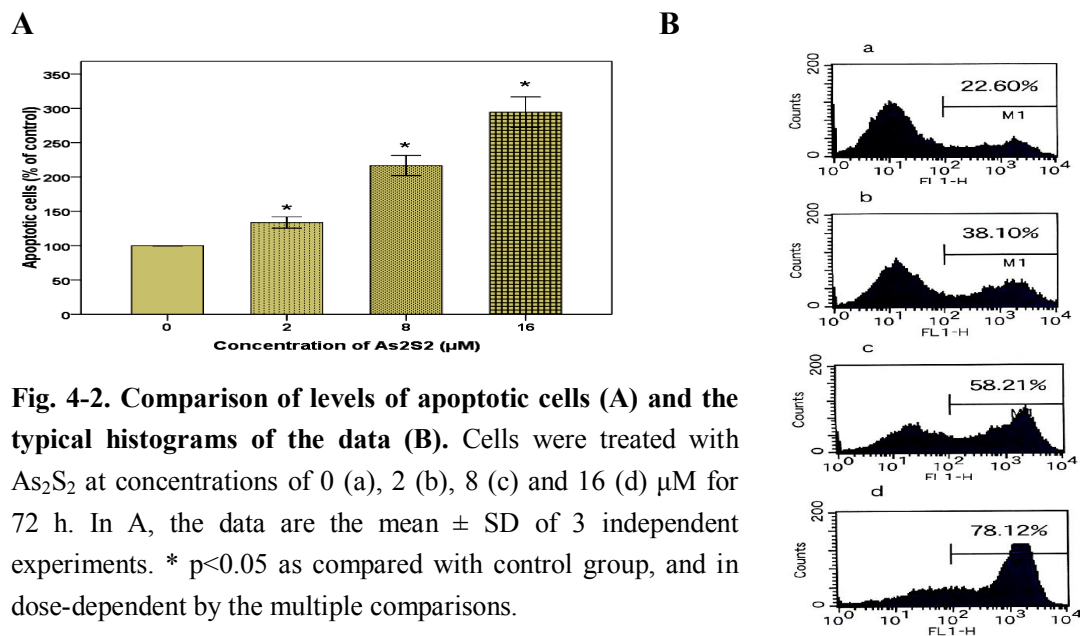 A
B
350
300
250
200
150
100
50
0
Apoptotic cells (% of control)
*
*
*
0 2 8 16
Concentration of As2S2 (µM)
Fig. 4-2. Comparison of levels of apoptotic cells (A) and the
typical histograms of the data (B). Cells were treated with
As₂S₂ at concentrations of 0 (a), 2 (b), 8 (c) and 16 (d) μM for
72 h. In A, the data are the mean ± SD of 3 independent
experiments. * p<0.05 as compared with control group, and in
dose-dependent by the multiple comparisons.
a
200
22.60%
M1
Counts
0
10⁰ 10¹ 10² 10³ 10⁴
FL1-H
b
200
38.10%
M1
Counts
0
10⁰ 10¹ 10² 10³ 10⁴
FL1-H
c
200
58.21%
Counts
0
10⁰ 10¹ 10² 10³ 10⁴
FL1-H
d
200
78.12%
Counts
0
10⁰ 10¹ 10² 10³ 10⁴
FL1-H